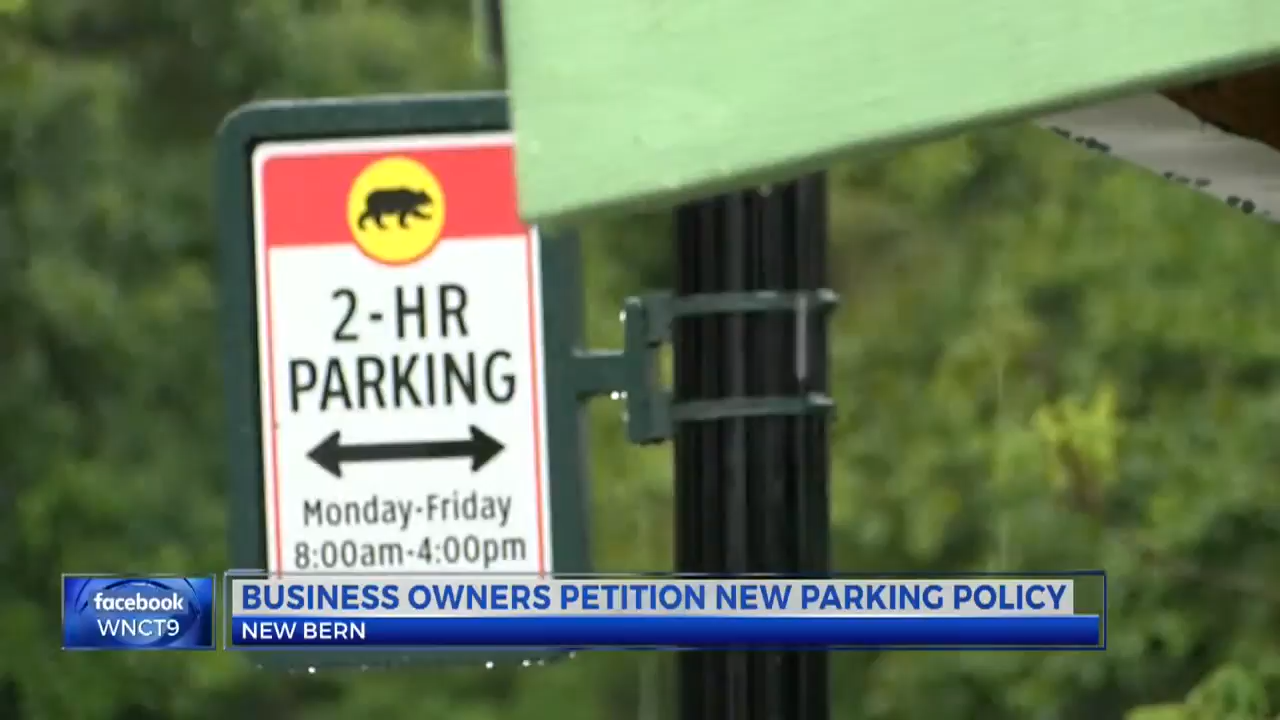 2-HR
PARKING
Monday-Friday
8:00am-4:00pm
facebook
WNCT9
BUSINESS OWNERS PETITION NEW PARKING POLICY
NEW BERN